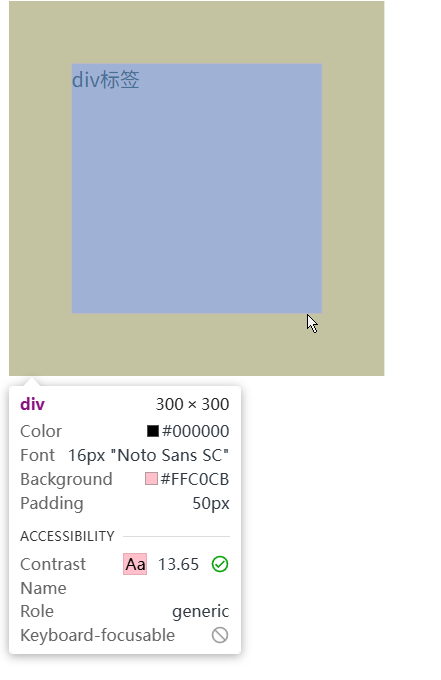 div标签
div 300 × 300
Color #000000
Font 16px "Noto Sans SC"
Background #FFC0CB
Padding 50px
ACCESSIBILITY
Contrast Aa 13.65
Name
Role generic
Keyboard-focusable